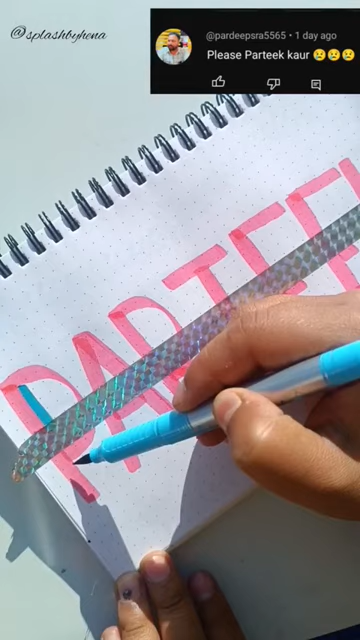 @splashbyhena
@pardeepsra5565 • 1 day ago
Please Parteek kaur 😢😢😢
PARTEE